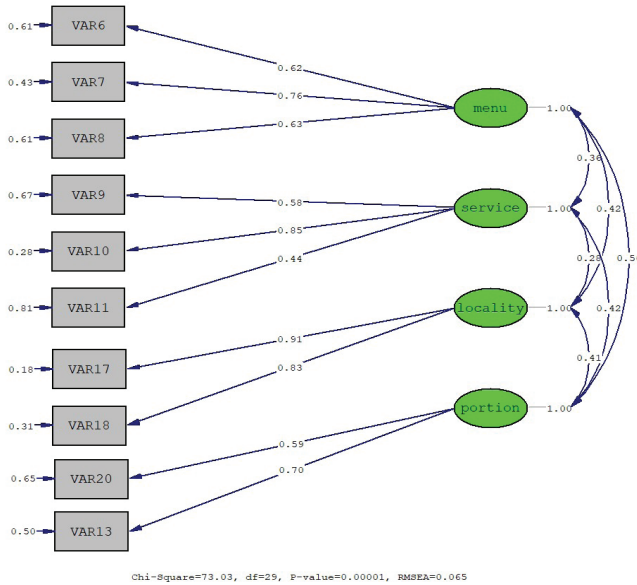 0.61 VAR6
0.62
0.43 VAR7
0.76
menu 1.00
0.61 VAR8
0.63
0.36
0.67 VAR9
0.58
service 1.00
0.42
0.85
0.28 VAR10
0.28
0.44
0.81 VAR11
locality 1.00
0.42
0.91
0.18 VAR17
0.83
0.41
0.31 VAR18
portion 1.00
0.59
0.65 VAR20
0.70
0.50 VAR13
Chi-Square=73.03, df=29, P-value=0.00001, RMSEA=0.065